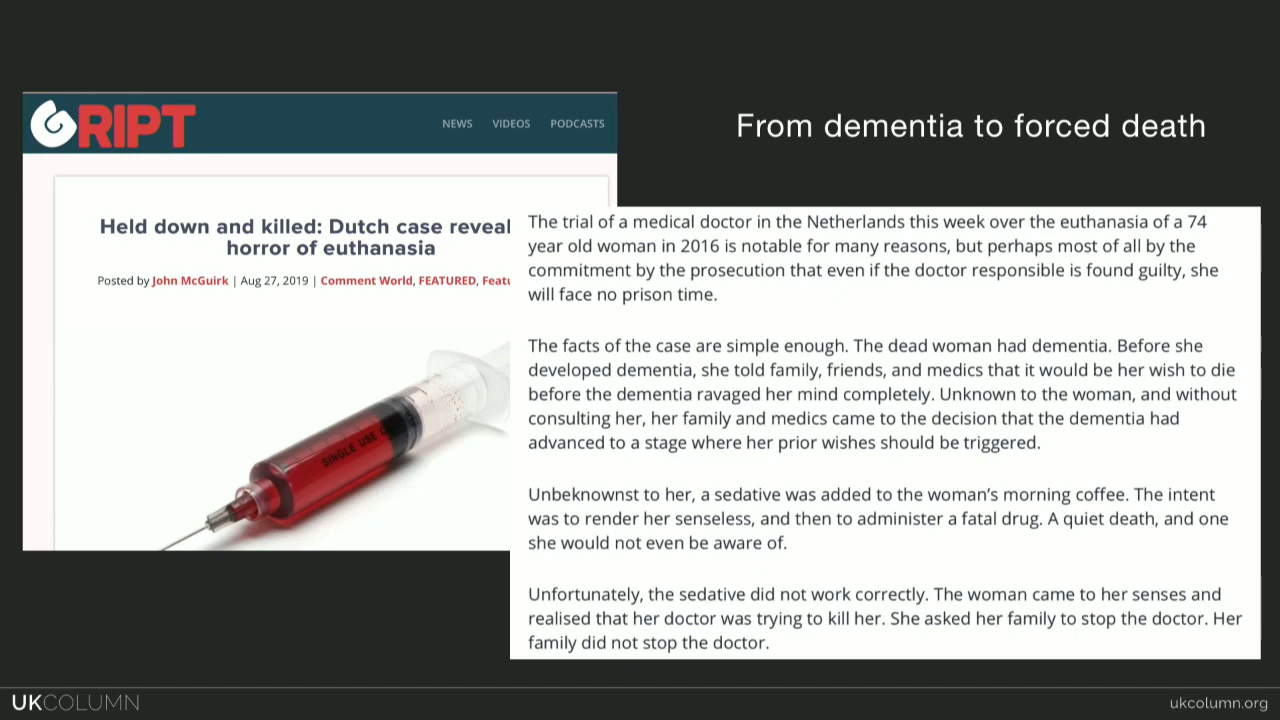 GRIPT
NEWS VIDEOS PODCASTS
From dementia to forced death
Held down and killed: Dutch case reveal
horror of euthanasia
Posted by John McGuirk | Aug 27, 2019 | Comment World, FEATURED, Featu
SINGLE USE
The trial of a medical doctor in the Netherlands this week over the euthanasia of a 74
year old woman in 2016 is notable for many reasons, but perhaps most of all by the
commitment by the prosecution that even if the doctor responsible is found guilty, she
will face no prison time.
The facts of the case are simple enough. The dead woman had dementia. Before she
developed dementia, she told family, friends, and medics that it would be her wish to die
before the dementia ravaged her mind completely. Unknown to the woman, and without
consulting her, her family and medics came to the decision that the dementia had
advanced to a stage where her prior wishes should be triggered.
Unbeknownst to her, a sedative was added to the woman’s morning coffee. The intent
was to render her senseless, and then to administer a fatal drug. A quiet death, and one
she would not even be aware of.
Unfortunately, the sedative did not work correctly. The woman came to her senses and
realised that her doctor was trying to kill her. She asked her family to stop the doctor. Her
family did not stop the doctor.
UKCOLUMN
ukcolumn.org